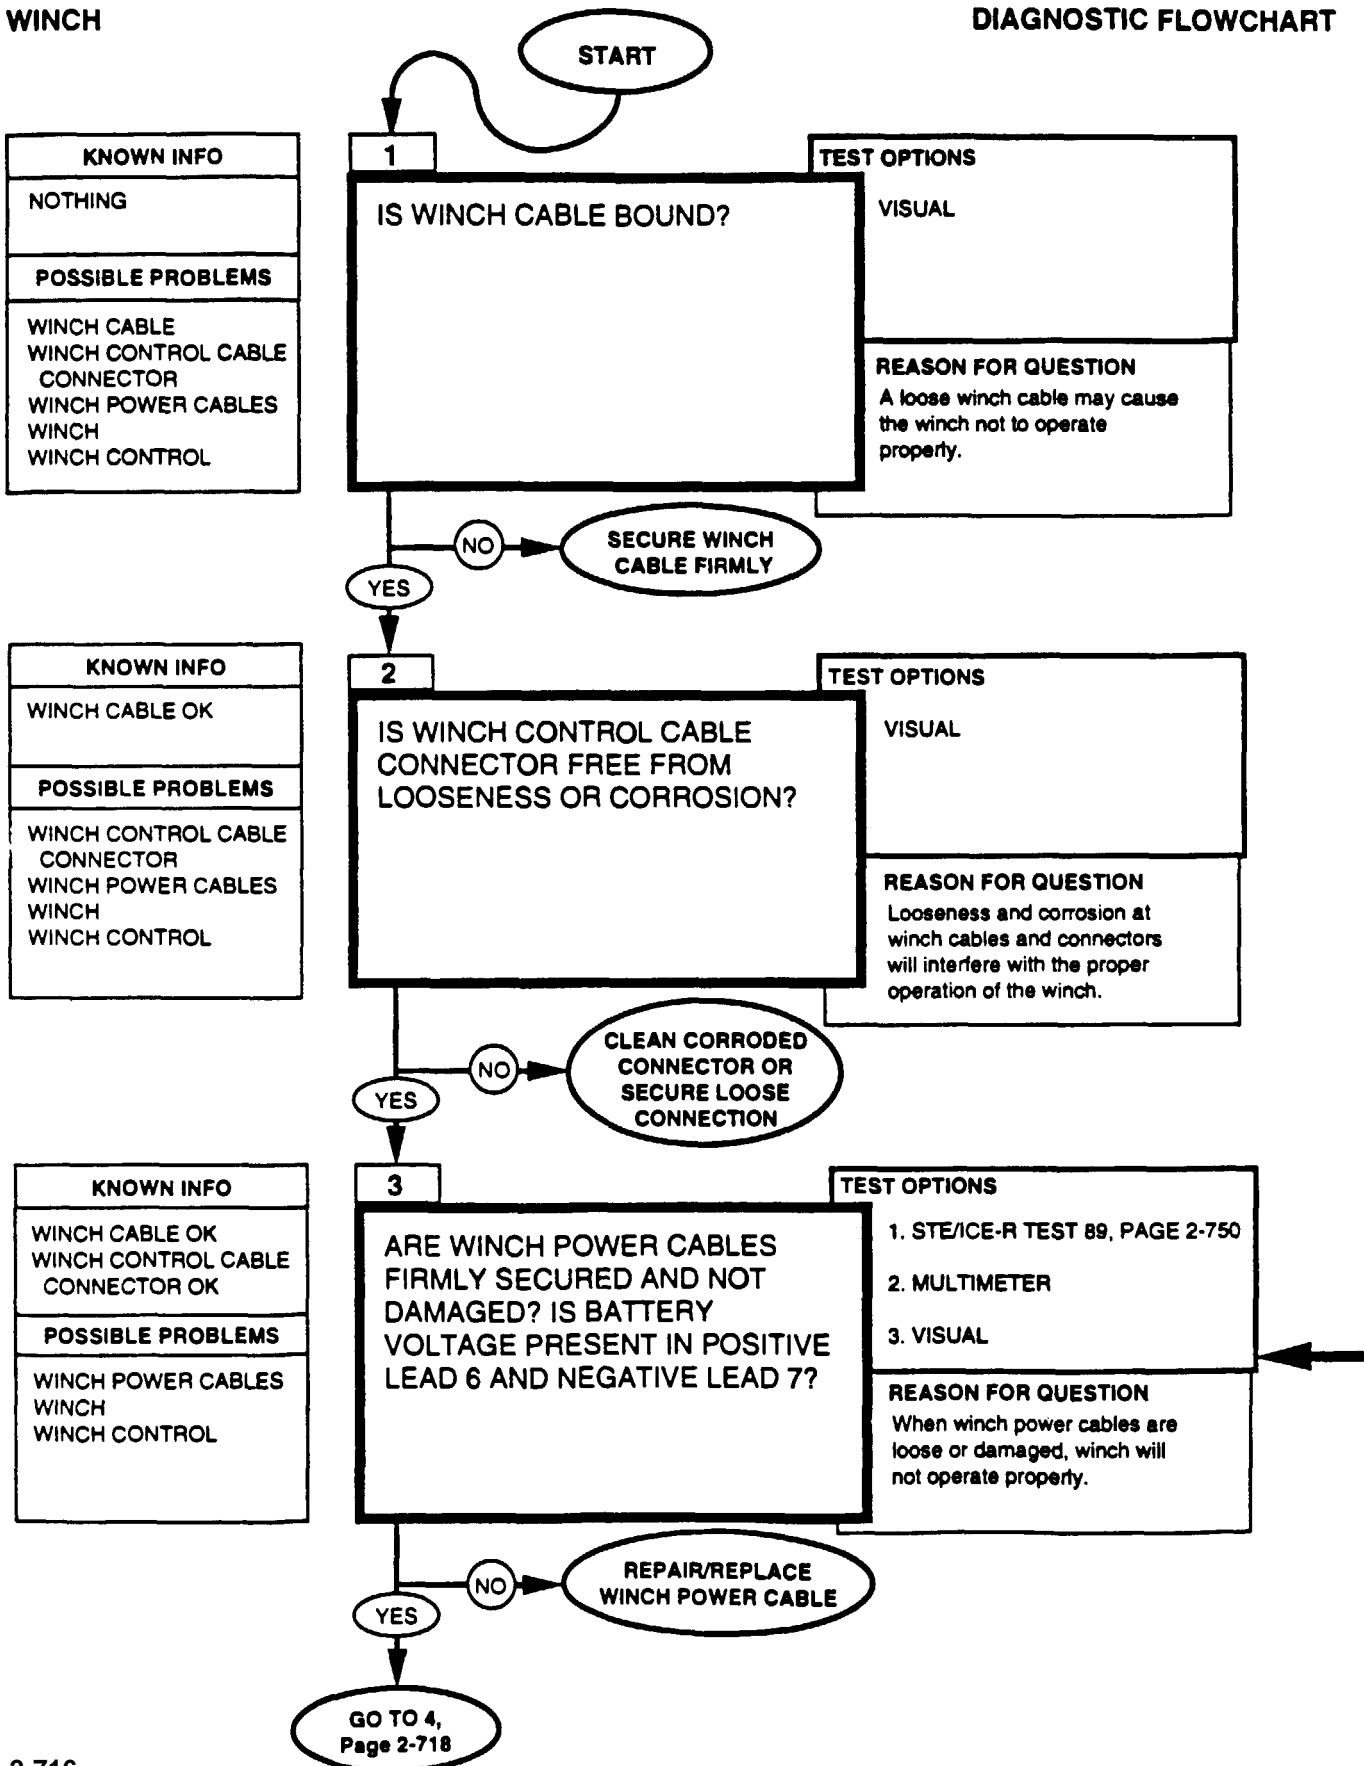 WINCH
DIAGNOSTIC FLOWCHART
START
KNOWN INFO
NOTHING
POSSIBLE PROBLEMS
WINCH CABLE
WINCH CONTROL CABLE
CONNECTOR
WINCH POWER CABLES
WINCH
WINCH CONTROL
1
IS WINCH CABLE BOUND?
TEST OPTIONS
VISUAL
REASON FOR QUESTION
A loose winch cable may cause
the winch not to operate
property.
NO
SECURE WINCH
CABLE FIRMLY
YES
KNOWN INFO
WINCH CABLE OK
POSSIBLE PROBLEMS
WINCH CONTROL CABLE
CONNECTOR
WINCH POWER CABLES
WINCH
WINCH CONTROL
2
IS WINCH CONTROL CABLE
CONNECTOR FREE FROM
LOOSENESS OR CORROSION?
TEST OPTIONS
VISUAL
REASON FOR QUESTION
Looseness and corrosion at
winch cables and connectors
will interfere with the proper
operation of the winch.
NO
CLEAN CORRODED
CONNECTOR OR
SECURE LOOSE
CONNECTION
YES
KNOWN INFO
WINCH CABLE OK
WINCH CONTROL CABLE
CONNECTOR OK
POSSIBLE PROBLEMS
WINCH POWER CABLES
WINCH
WINCH CONTROL
3
ARE WINCH POWER CABLES
FIRMLY SECURED AND NOT
DAMAGED? IS BATTERY
VOLTAGE PRESENT IN POSITIVE
LEAD 6 AND NEGATIVE LEAD 7?
TEST OPTIONS
1. STE/ICE-R TEST 89, PAGE 2-750
2. MULTIMETER
3. VISUAL
REASON FOR QUESTION
When winch power cables are
loose or damaged, winch will
not operate properly.
NO
REPAIR/REPLACE
WINCH POWER CABLE
YES
GO TO 4,
Page 2-718
2-716